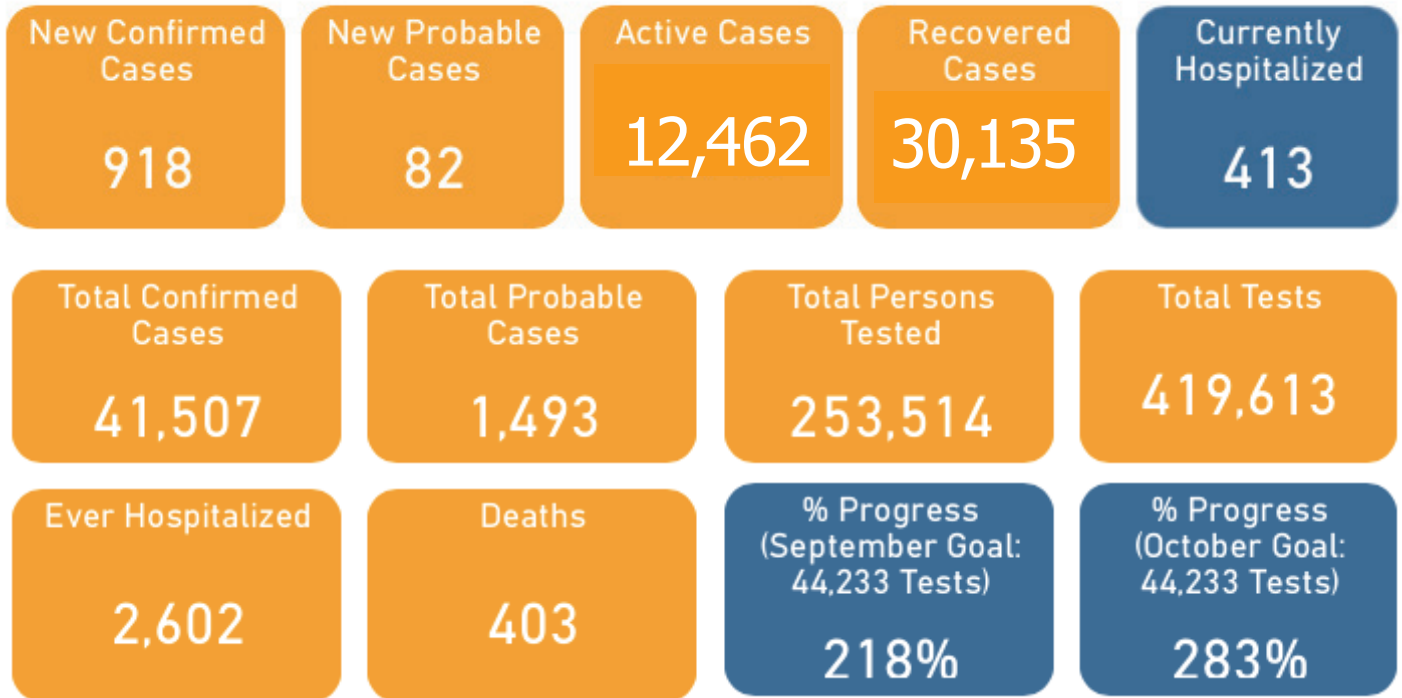 New Confirmed
Cases
918
New Probable
Cases
82
Active Cases
12,462
Recovered
Cases
30,135
Currently
Hospitalized
413
Total Confirmed
Cases
41,507
Total Probable
Cases
1,493
Total Persons
Tested
253,514
Total Tests
419,613
Ever Hospitalized
2,602
Deaths
403
% Progress
(September Goal:
44,233 Tests)
218%
% Progress
(October Goal:
44,233 Tests)
283%